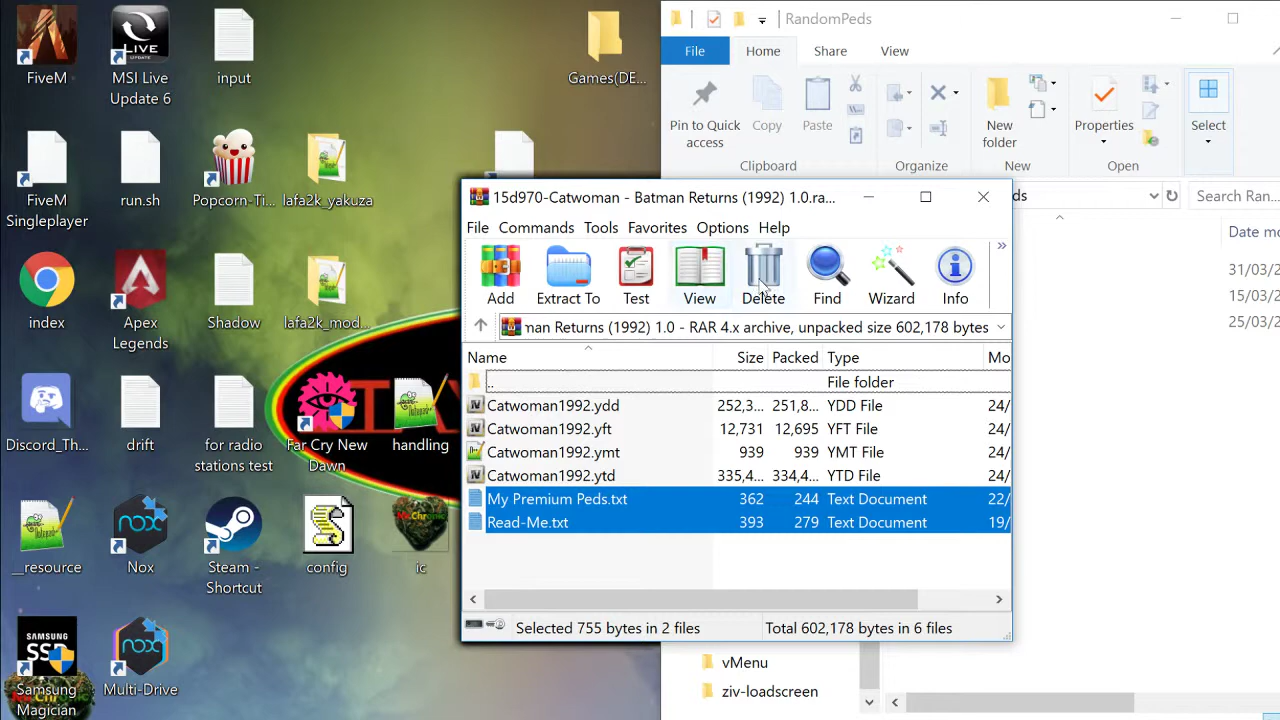 FiveM
MSI Live
Update 6
input
Games(DE...
FiveM
Singleplayer
run.sh
Popcorn-Ti...
lafa2k_yakuza
index
Apex
Legends
Shadow
lafa2k_mod...
Discord_Th...
drift
for radio
stations test
Far Cry New
Dawn
handling
__resource
Nox
Steam -
Shortcut
config
ic
Samsung
Magician
Multi-Drive
RandomPeds
File Home Share View
Pin to Quick
access
Copy
Paste
New
folder
Properties
Select
Clipboard Organize New Open
ds
Search Ran
Date mo
31/03
15/03
25/03
15d970-Catwoman - Batman Returns (1992) 1.0.ra...
File Commands Tools Favorites Options Help
Add Extract To Test View Delete Find Wizard Info
man Returns (1992) 1.0 - RAR 4.x archive, unpacked size 602,178 bytes
Name Size Packed Type Mo
.. File folder
Catwoman1992.ydd 252,3... 251,8... YDD File 24/
Catwoman1992.yft 12,731 12,695 YFT File 24/
Catwoman1992.ymt 939 939 YMT File 24/
Catwoman1992.ytd 335,4... 334,4... YTD File 24/
My Premium Peds.txt 362 244 Text Document 22/
Read-Me.txt 393 279 Text Document 19/
Selected 755 bytes in 2 files Total 602,178 bytes in 6 files
vMenu
ziv-loadscreen